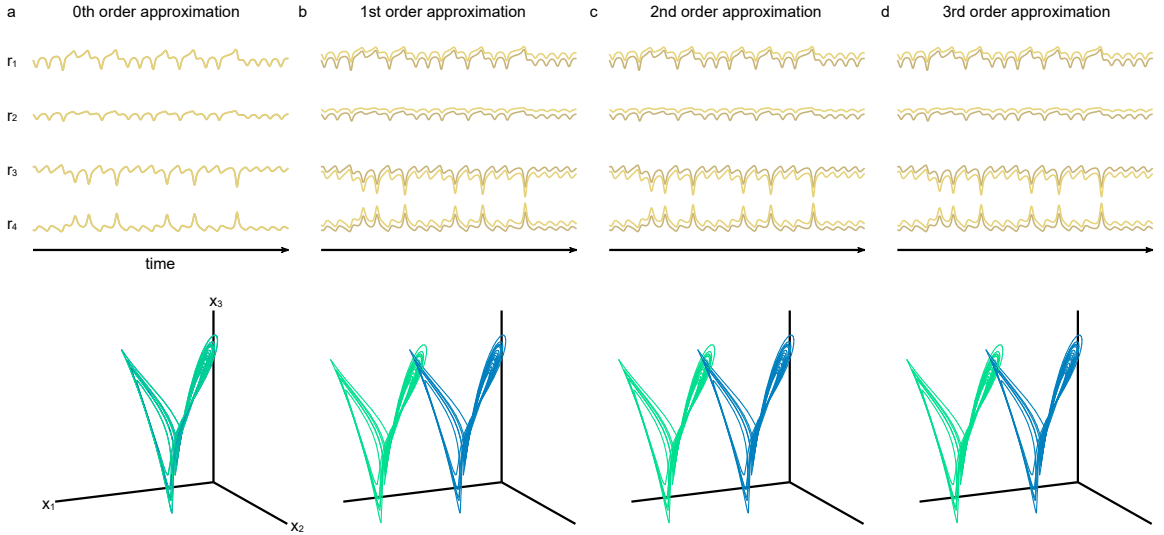 a 0th order approximation b 1st order approximation c 2nd order approximation d 3rd order approximation
r₁
r₂
r₃
r₄
time
x₃
x₁
x₂